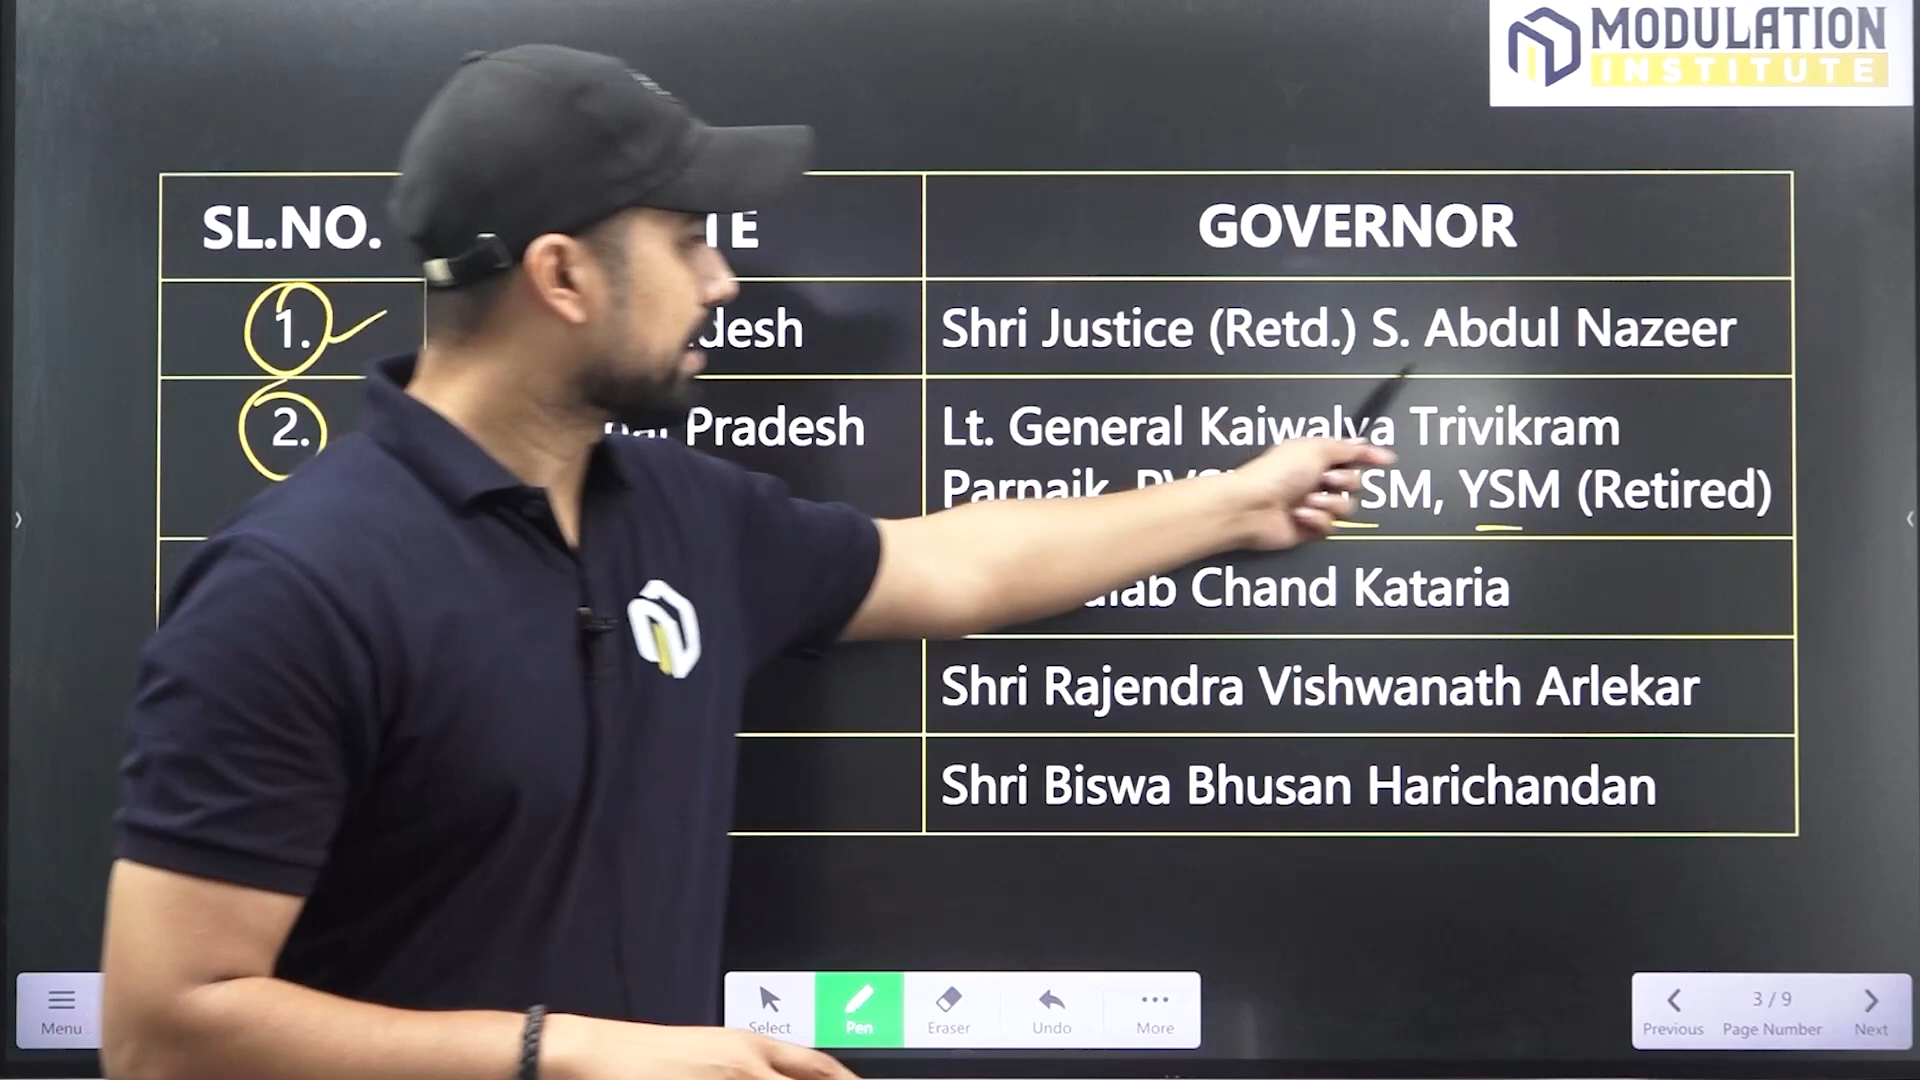 MODULATION
INSTITUTE
SL.NO.
GOVERNOR
1.
Shri Justice (Retd.) S. Abdul Nazeer
2.
Pradesh
Lt. General Kaiwalya Trivikram
Parnaik, YSM (Retired)
Chand Kataria
Shri Rajendra Vishwanath Arlekar
Shri Biswa Bhusan Harichandan
Menu
Select
Pen
Eraser
Undo
More
3 / 9
Previous
Page Number
Next